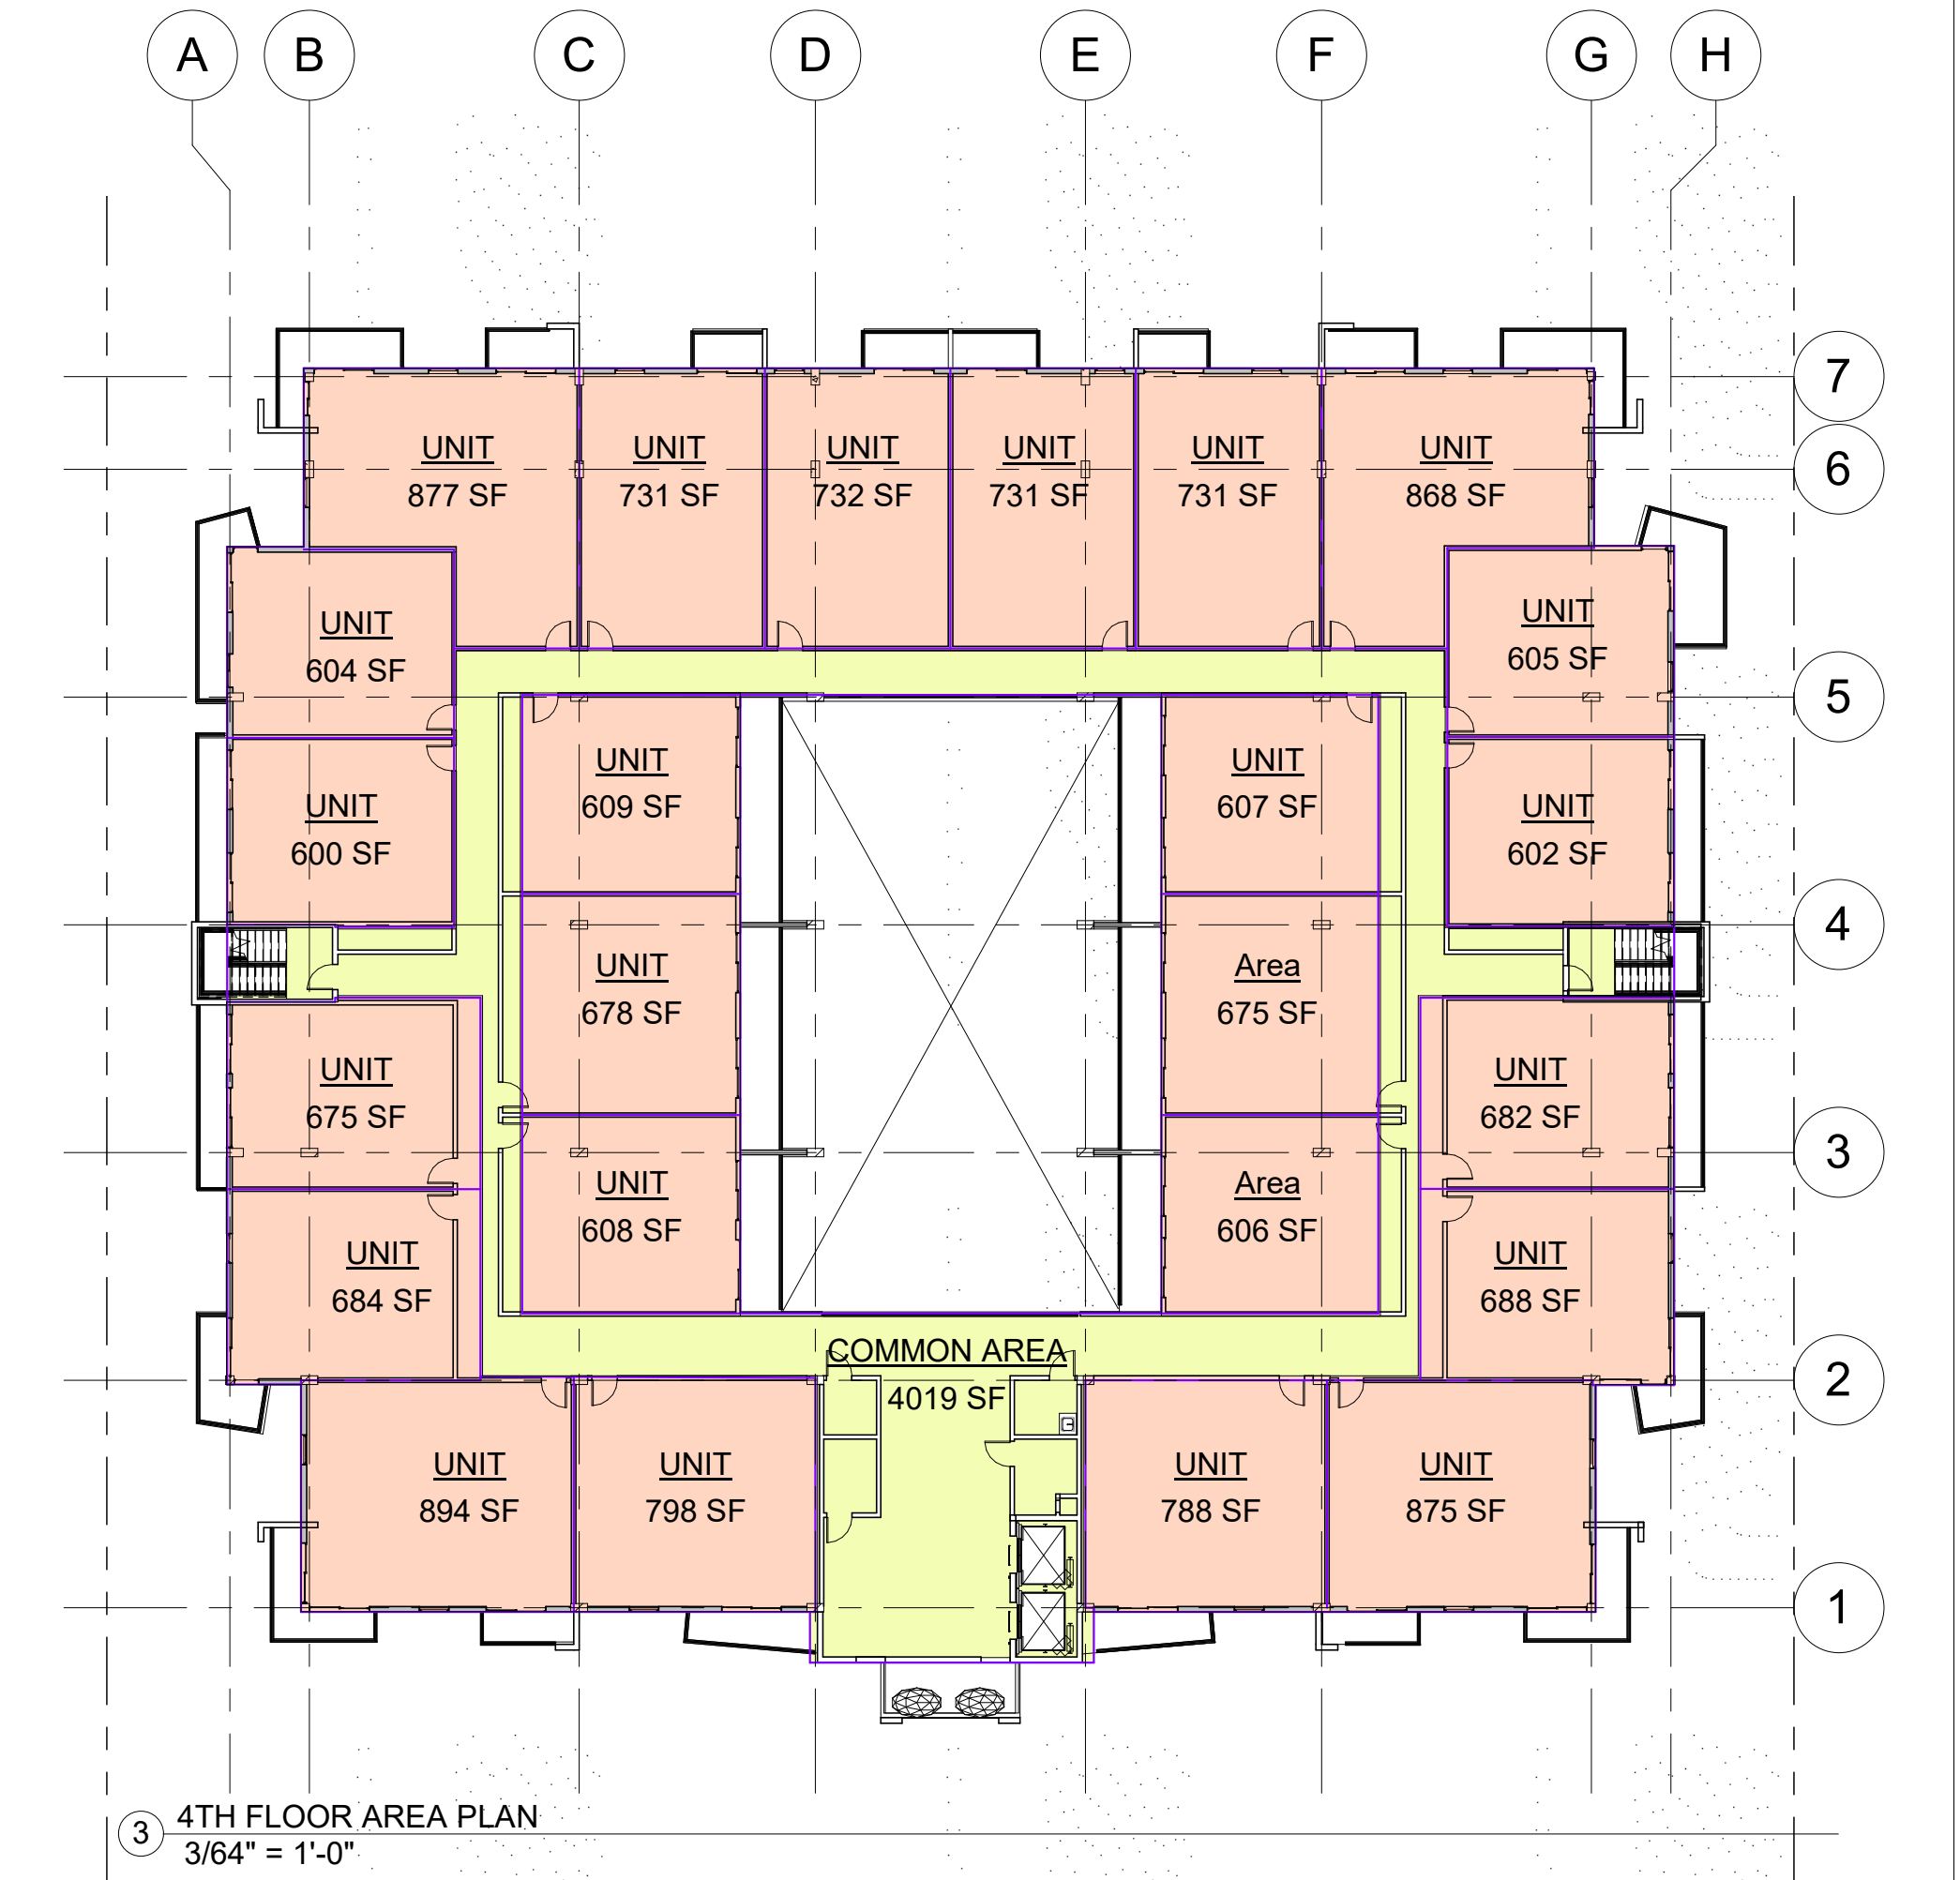 A
B
C
D
E
F
G
H
7
UNIT
877 SF
UNIT
731 SF
UNIT
732 SF
UNIT
731 SF
UNIT
731 SF
UNIT
868 SF
6
UNIT
604 SF
UNIT
605 SF
5
UNIT
609 SF
UNIT
607 SF
UNIT
600 SF
UNIT
602 SF
4
UNIT
678 SF
Area
675 SF
UNIT
675 SF
UNIT
682 SF
3
UNIT
608 SF
Area
606 SF
UNIT
684 SF
UNIT
688 SF
COMMON AREA
4019 SF
2
UNIT
894 SF
UNIT
798 SF
UNIT
788 SF
UNIT
875 SF
1
3
4TH FLOOR AREA PLAN
3/64" = 1'-0"